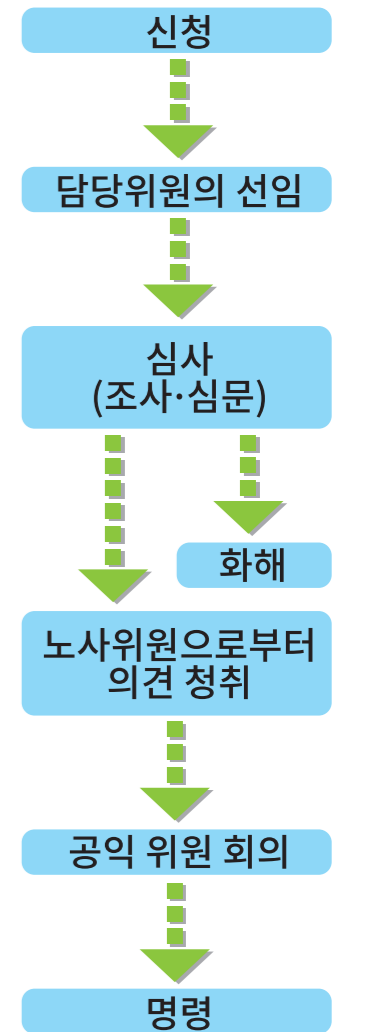 신청
담당위원의 선임
심사
(조사·심문)
화해
노사위원으로부터
의견 청취
공익 위원 회의
명령